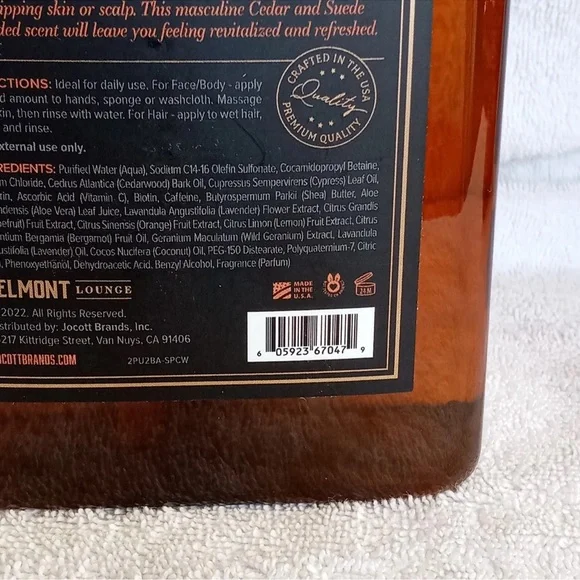 ipping skin or scalp. This masculine Cedar and Suede
ded scent will leave you feeling revitalized and refreshed.
CTIONS: Ideal for daily use. For Face/Body - apply
d amount to hands, sponge or washcloth. Massage
kin, then rinse with water. For Hair - apply to wet hair,
and rinse.
external use only.
CRAFTED IN THE USA
Quality
PREMIUM QUALITY
REDIENTS: Purified Water (Aqua), Sodium C14-16 Olefin Sulfonate, Cocamidopropyl Betaine,
m Chloride, Cedrus Atlantica (Cedarwood) Bark Oil, Cupressus Sempervirens (Cypress) Leaf Oil,
rin, Ascorbic Acid (Vitamin C), Biotin, Caffeine, Butyrospermum Parkii (Shea) Butter, Aloe
densis (Aloe Vera) Leaf Juice, Lavandula Angustifolia (Lavender) Flower Extract, Citrus Grandis
efruit) Fruit Extract, Citrus Sinensis (Orange) Fruit Extract, Citrus Limon (Lemon) Fruit Extract, Citrus
ntium Bergamia (Bergamot) Fruit Oil, Geranium Maculatum (Wild Geranium) Extract, Lavandula
ustifolia (Lavender) Oil, Cocos Nucifera (Coconut) Oil, PEG-150 Distearate, Polyquaternium-7, Citric
, Phenoxyethanol, Dehydroacetic Acid, Benzyl Alcohol, Fragrance (Parfum)
ELMONT LOUNGE
MADE
IN THE
U.S.A.
24M
2022. All Rights Reserved.
stributed by: Jocott Brands, Inc.
217 Kittridge Street, Van Nuys, CA 91406
OCOTTBRANDS.COM 2PU2BA-SPCW
6 05923 67047 9